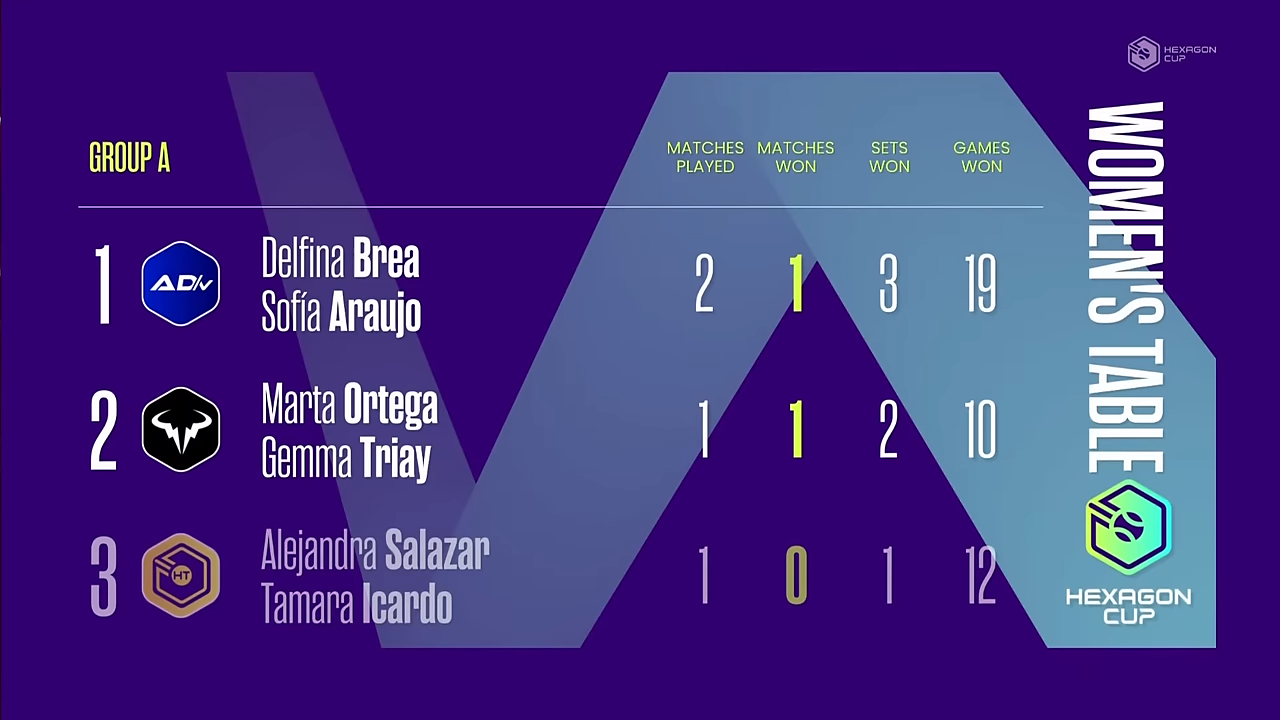 HEXAGON
CUP
GROUP A
MATCHES PLAYED MATCHES WON SETS WON GAMES WON
1 ADN Delfina Brea Sofía Araujo 2 1 3 19
2 Marta Ortega Gemma Triay 1 1 2 10
3 HT Alejandra Salazar Tamara Icardo 1 0 1 12
WOMEN'S TABLE
HEXAGON
CUP